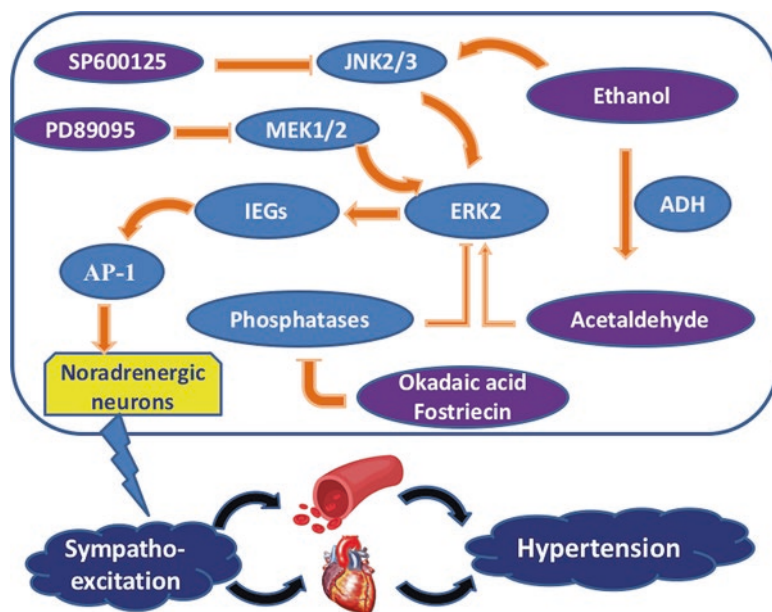 SP600125
JNK2/3
Ethanol
PD89095
MEK1/2
IEGs
ERK2
ADH
AP-1
Phosphatases
Acetaldehyde
Noradrenergic
neurons
Okadaic acid
Fostriecin
Sympatho-
excitation
Hypertension